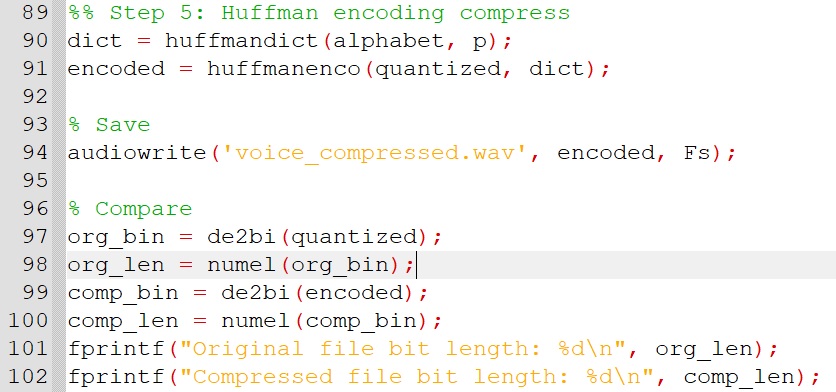 89 %% Step 5: Huffman encoding compress
90 dict = huffmandict(alphabet, p);
91 encoded = huffmanenco(quantized, dict);
92
93 % Save
94 audiowrite('voice_compressed.wav', encoded, Fs);
95
96 % Compare
97 org_bin = de2bi(quantized);
98 org_len = numel(org_bin);
99 comp_bin = de2bi(encoded);
100 comp_len = numel(comp_bin);
101 fprintf("Original file bit length: %d\n", org_len);
102 fprintf("Compressed file bit length: %d\n", comp_len);